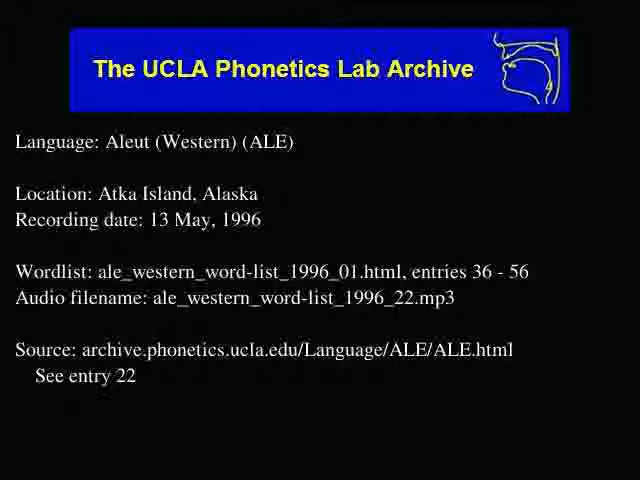 The UCLA Phonetics Lab Archive
Language: Aleut (Western) (ALE)
Location: Atka Island, Alaska
Recording date: 13 May, 1996
Wordlist: ale_western_word-list_1996_01.html, entries 36 - 56
Audio filename: ale_western_word-list_1996_22.mp3
Source: archive.phonetics.ucla.edu/Language/ALE/ALE.html
See entry 22